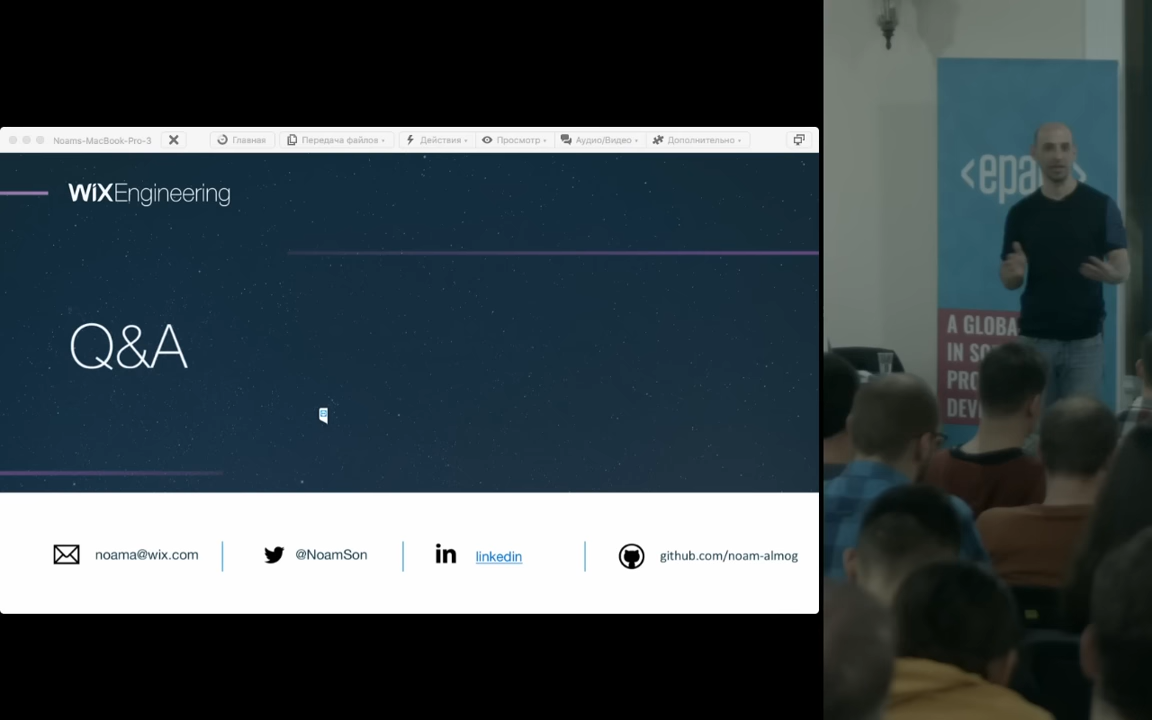 Noams-MacBook-Pro-3
Главная
Передача файлов
Действия
Просмотр
Аудио/Видео
Дополнительно
WiXEngineering
Q&A
noama@wix.com
@NoamSon
linkedin
github.com/noam-almog
<epa
>
A GLOBA
IN SO
PRO
DEV